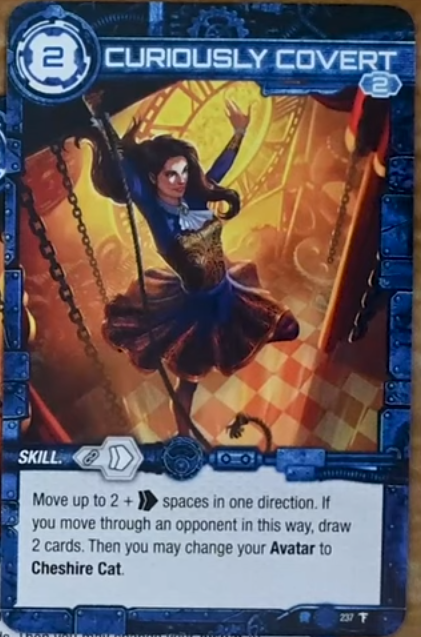 2
CURIOUSLY COVERT
2
SKILL.
Move up to 2 + spaces in one direction. If
you move through an opponent in this way, draw
2 cards. Then you may change your Avatar to
Cheshire Cat.
R 237